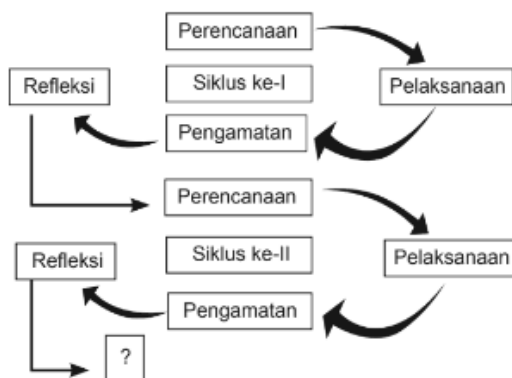 Perencanaan
Refleksi
Siklus ke-I
Pelaksanaan
Pengamatan
Perencanaan
Refleksi
Siklus ke-II
Pelaksanaan
Pengamatan
?